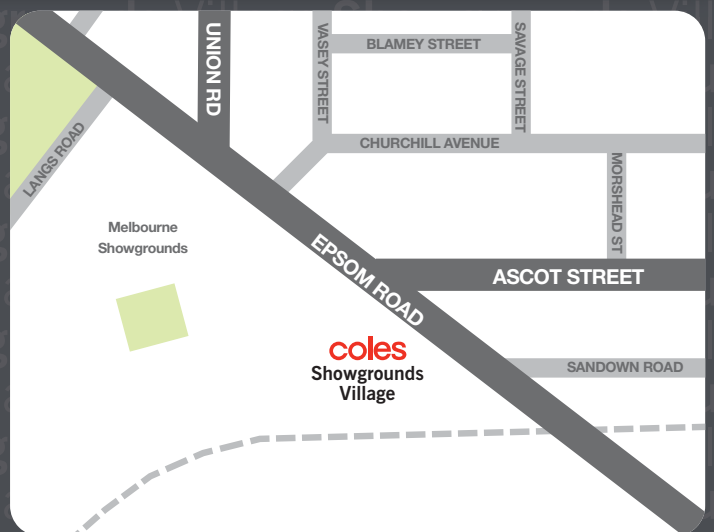 UNION RD
VASEY STREET
BLAMEY STREET
SAVAGE STREET
LANGS ROAD
CHURCHILL AVENUE
MORSHEAD ST
Melbourne
Showgrounds
EPSOM ROAD
ASCOT STREET
coles
Showgrounds
Village
SANDOWN ROAD